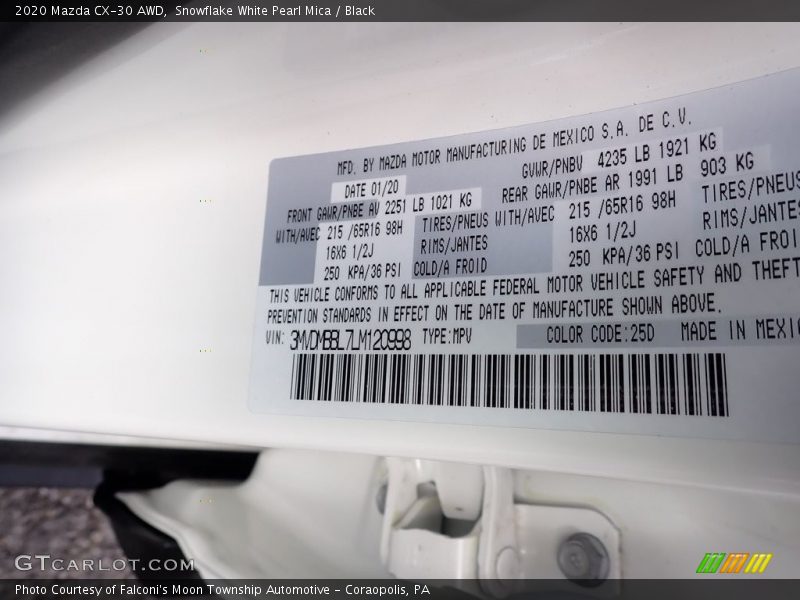 2020 Mazda CX-30 AWD, Snowflake White Pearl Mica / Black
MFD. BY MAZDA MOTOR MANUFACTURING DE MEXICO S.A. DE C.V.
DATE 01/20 GVWR/PNBV 4235 LB 1921 KG
FRONT GAWR/PNBE AV 2251 LB 1021 KG REAR GAWR/PNBE AR 1991 LB 903 KG
WITH/AVEC 215 /65R16 98H TIRES/PNEUS WITH/AVEC 215 /65R16 98H TIRES/PNEUS
16X6 1/2J RIMS/JANTES 16X6 1/2J RIMS/JANTES
250 KPA/36 PSI COLD/A FROID 250 KPA/36 PSI COLD/A FROI
THIS VEHICLE CONFORMS TO ALL APPLICABLE FEDERAL MOTOR VEHICLE SAFETY AND THEFT
PREVENTION STANDARDS IN EFFECT ON THE DATE OF MANUFACTURE SHOWN ABOVE.
VIN: 3MVDMBBL7LM120998 TYPE:MPV COLOR CODE:25D MADE IN MEXIC
GTCARLOT.COM
Photo Courtesy of Falconi's Moon Township Automotive – Coraopolis, PA